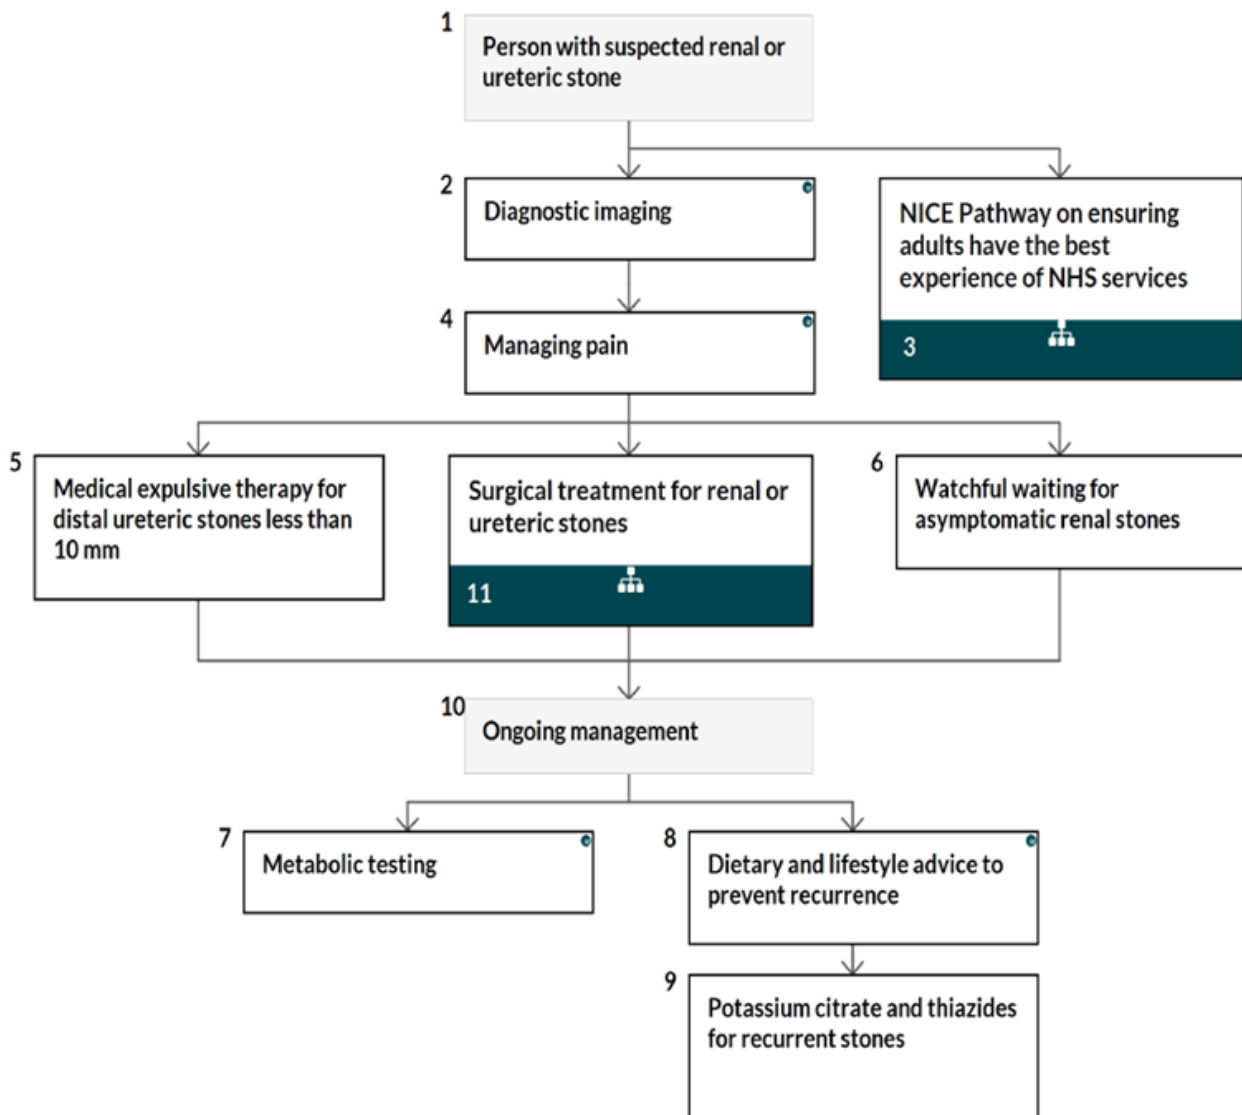 1
Person with suspected renal or
ureteric stone
2
Diagnostic imaging
NICE Pathway on ensuring
adults have the best
experience of NHS services
3
4
Managing pain
5
Medical expulsive therapy for
distal ureteric stones less than
10 mm
Surgical treatment for renal or
ureteric stones
11
6
Watchful waiting for
asymptomatic renal stones
10
Ongoing management
7
Metabolic testing
8
Dietary and lifestyle advice to
prevent recurrence
9
Potassium citrate and thiazides
for recurrent stones